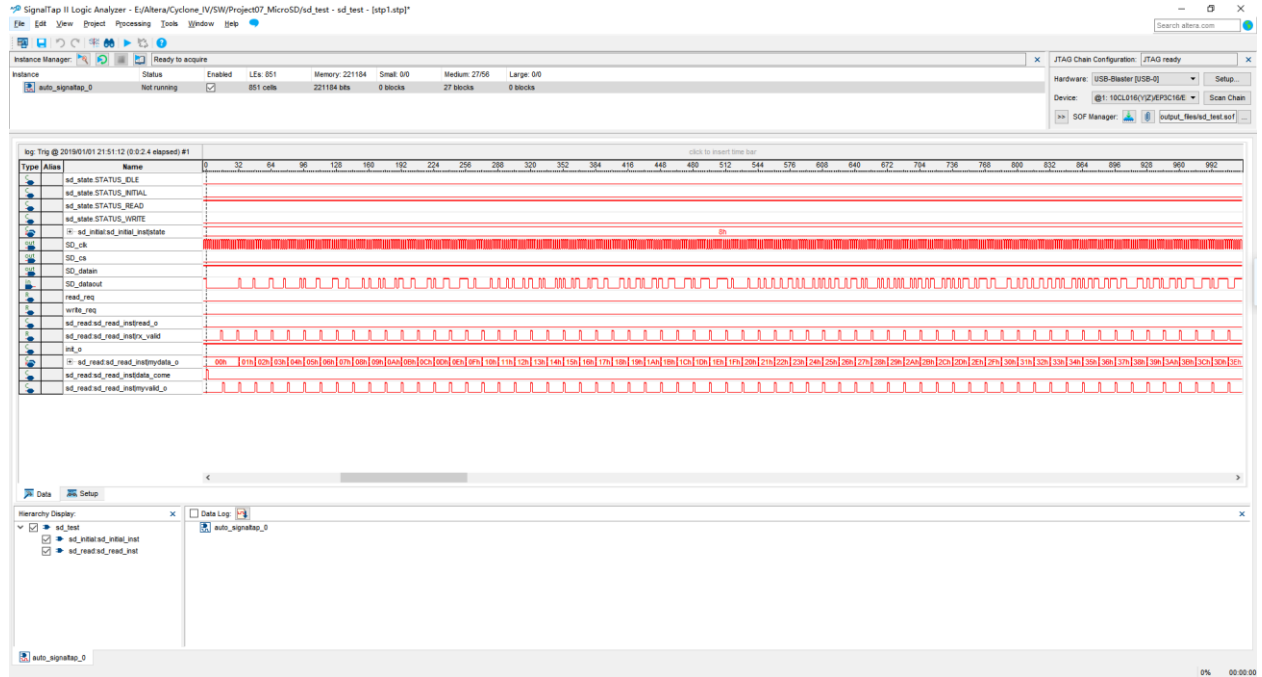 SignalTap II Logic Analyzer - E:/Altera/Cyclone_IV/SW/Project07_MicroSD/sd_test - sd_test - [stp1.stp]*
File Edit View Project Processing Tools Window Help
Search altera.com
Instance Manager: Ready to acquire
JTAG Chain Configuration: JTAG ready
Instance Status Enabled LEs: 851 Memory: 221184 Small: 0/0 Medium: 27/56 Large: 0/0
auto_signaltap_0 Not running 851 cells 221184 bits 0 blocks 27 blocks 0 blocks
Hardware: USB-Blaster [USB-0] Setup...
Device: @1: 10CL016(Y|Z)/EP3C16/E Scan Chain
>> SOF Manager: output_files/sd_test.sof ...
log: Trig @ 2019/01/01 21:51:12 (0:0:2.4 elapsed) #1 click to insert time bar
Type Alias Name 0 32 64 96 128 160 192 224 256 288 320 352 384 416 448 480 512 544 576 608 640 672 704 736 768 800 832 864 896 928 960 992
sd_state.STATUS_IDLE
sd_state.STATUS_INITIAL
sd_state.STATUS_READ
sd_state.STATUS_WRITE
sd_initial:sd_initial_inst|state 8h
out SD_clk
out SD_cs
out SD_datain
SD_dataout
read_req
write_req
sd_read:sd_read_inst|read_o
sd_read:sd_read_inst|rx_valid
init_o
sd_read:sd_read_inst|mydata_o 00h 01h 02h 03h 04h 05h 06h 07h 08h 09h 0Ah 0Bh 0Ch 0Dh 0Eh 0Fh 10h 11h 12h 13h 14h 15h 16h 17h 18h 19h 1Ah 1Bh 1Ch 1Dh 1Eh 1Fh 20h 21h 22h 23h 24h 25h 26h 27h 28h 29h 2Ah 2Bh 2Ch 2Dh 2Eh 2Fh 30h 31h 32h 33h 34h 35h 36h 37h 38h 39h 3Ah 3Bh 3Ch 3Dh 3Eh
sd_read:sd_read_inst|data_come
sd_read:sd_read_inst|myvalid_o
Data Setup
Hierarchy Display: Data Log:
sd_test auto_signaltap_0
sd_initial:sd_initial_inst
sd_read:sd_read_inst
auto_signaltap_0
0% 00:00:00